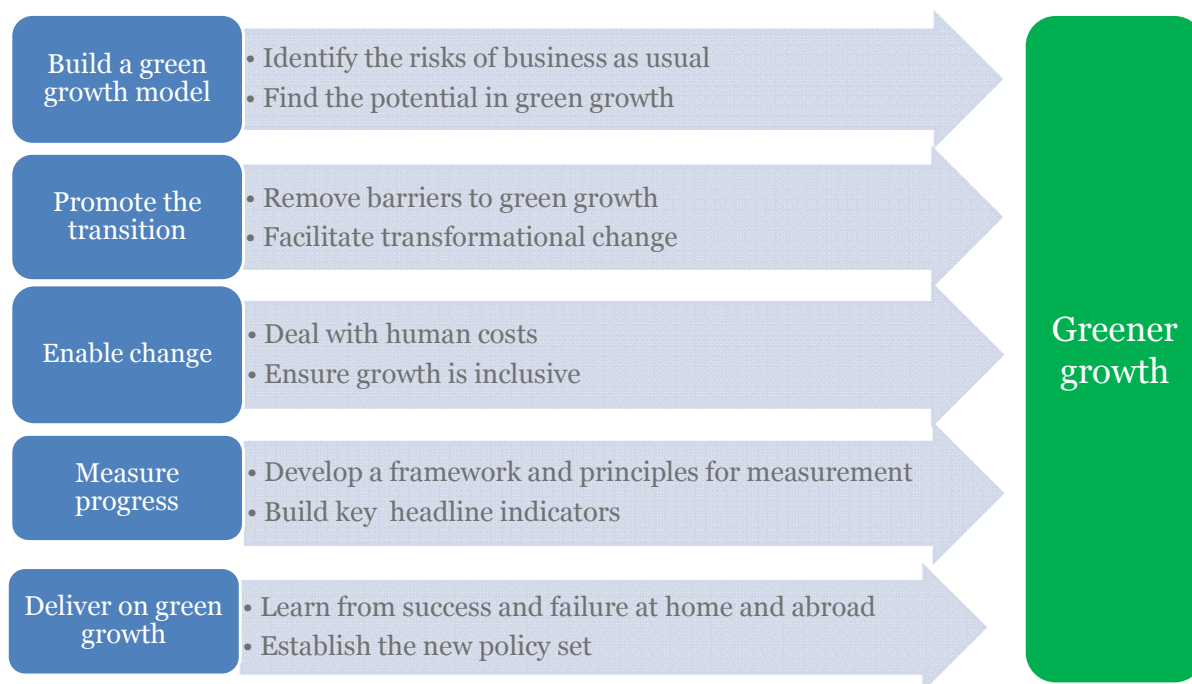 Build a green
growth model
• Identify the risks of business as usual
• Find the potential in green growth
Promote the
transition
• Remove barriers to green growth
• Facilitate transformational change
Enable change
• Deal with human costs
• Ensure growth is inclusive
Measure
progress
• Develop a framework and principles for measurement
• Build key  headline indicators
Deliver on green
growth
• Learn from success and failure at home and abroad
• Establish the new policy set
Greener
growth